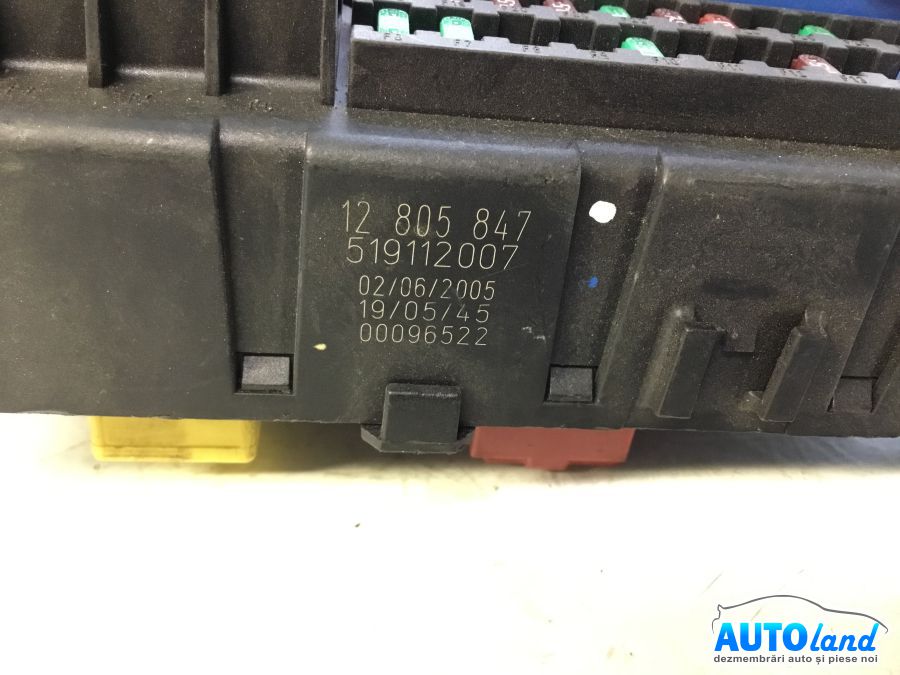 12 805 847
519112007
02/06/2005
19/05/45
00096522
AUTOland
dezmembrări auto și piese noi